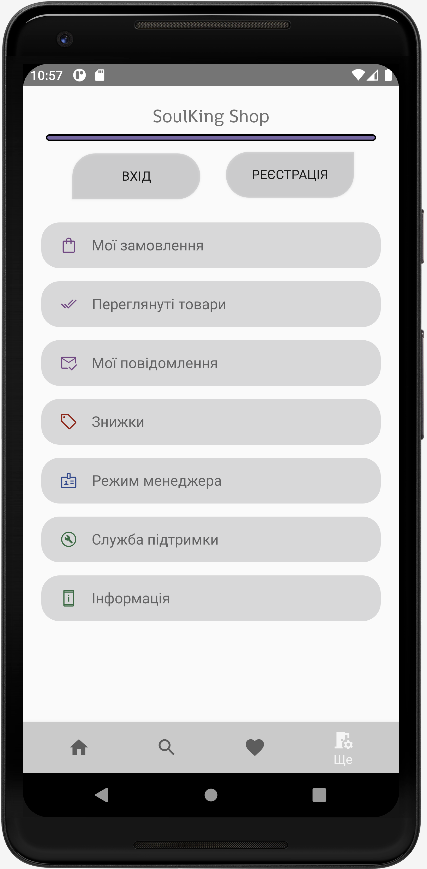 10:57
SoulKing Shop
ВХІД
РЕЄСТРАЦІЯ
Мої замовлення
Переглянуті товари
Мої повідомлення
Знижки
Режим менеджера
Служба підтримки
Інформація
Ще